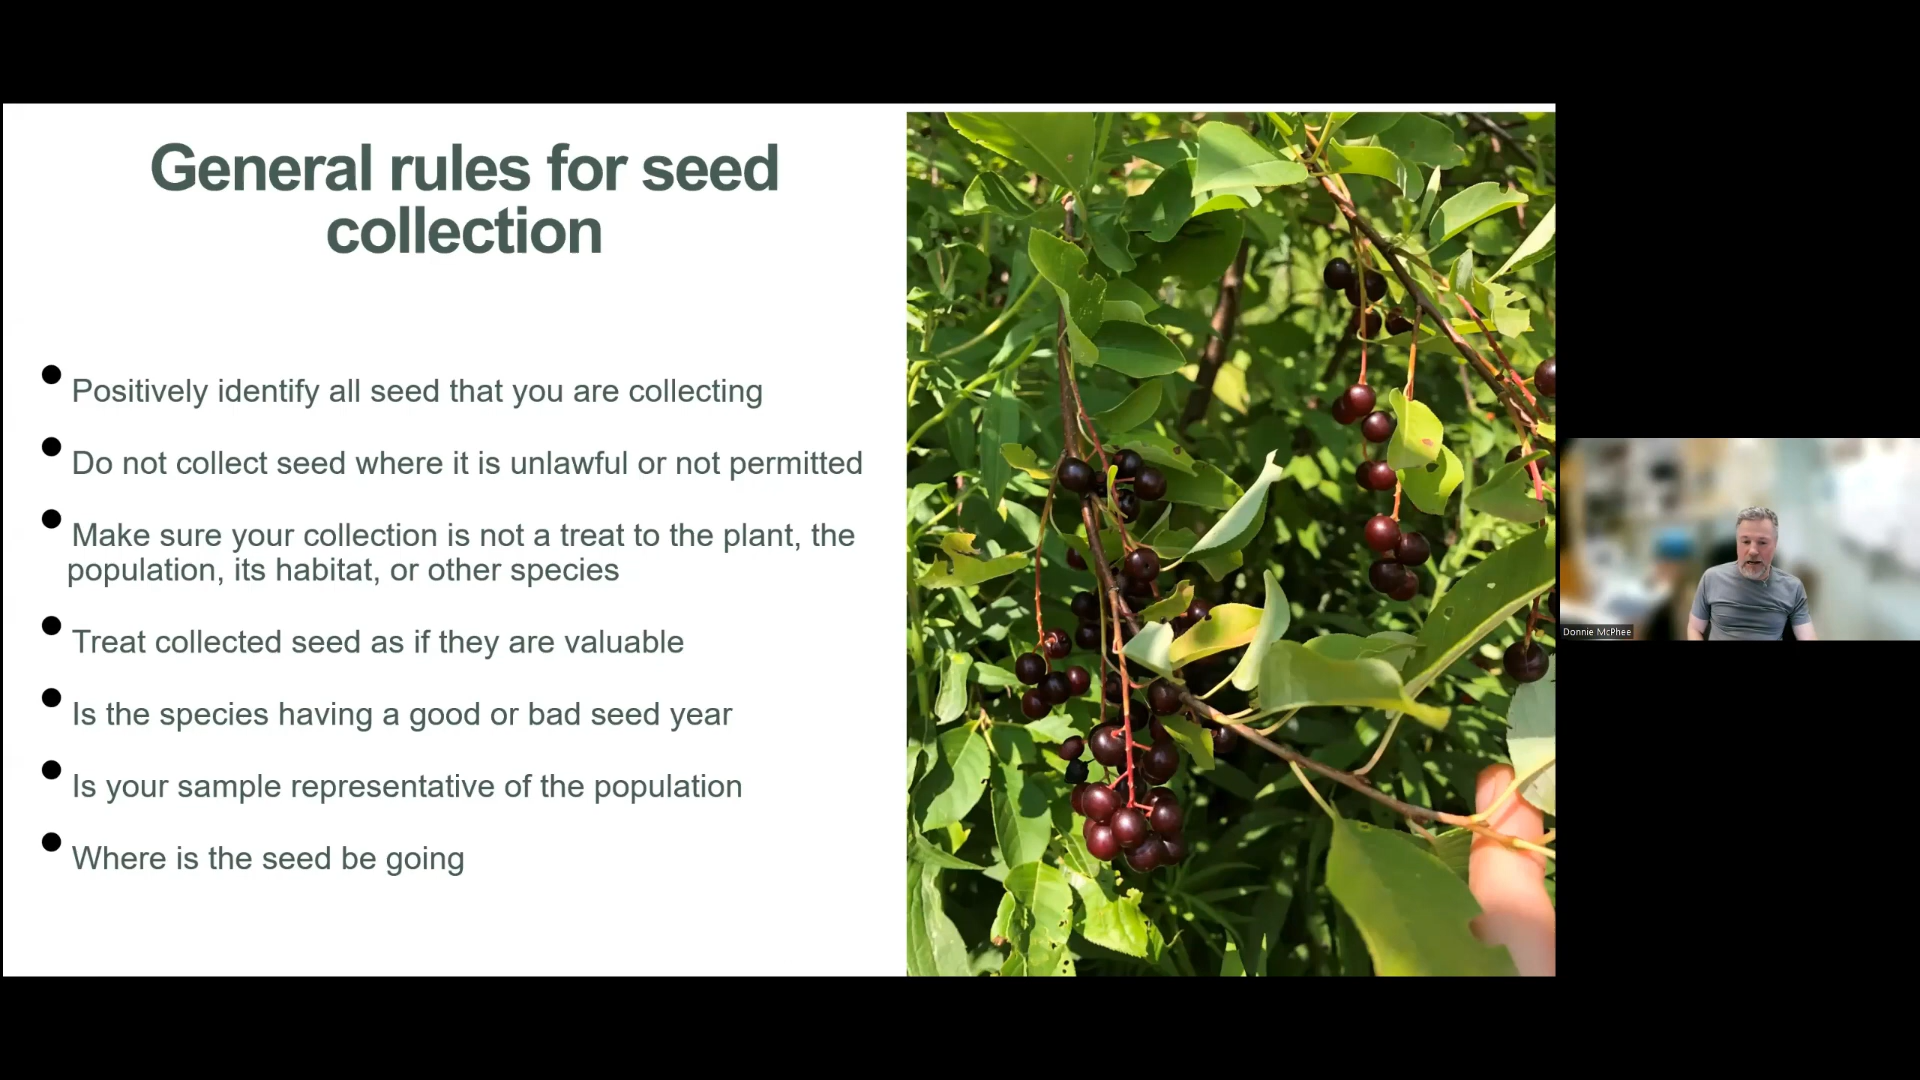 General rules for seed
collection
● Positively identify all seed that you are collecting
● Do not collect seed where it is unlawful or not permitted
● Make sure your collection is not a treat to the plant, the
population, its habitat, or other species
● Treat collected seed as if they are valuable
● Is the species having a good or bad seed year
● Is your sample representative of the population
● Where is the seed be going
Donnie McPhee